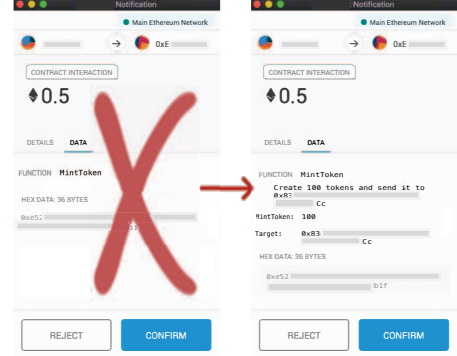 Notification
Main Ethereum Network
0xE
CONTRACT INTERACTION
0.5
DETAILS DATA
FUNCTION MintToken
HEX DATA: 36 BYTES
0xe52
REJECT CONFIRM
: Notification
Main Ethereum Network
0xE
CONTRACT INTERACTION
0.5
DETAILS DATA
FUNCTION MintToken
Create 100 tokens and send it to
0x83
Cc
MintToken: 100
Target: 0x83
Cc
HEX DATA: 36 BYTES
0xe52
b1f
REJECT CONFIRM